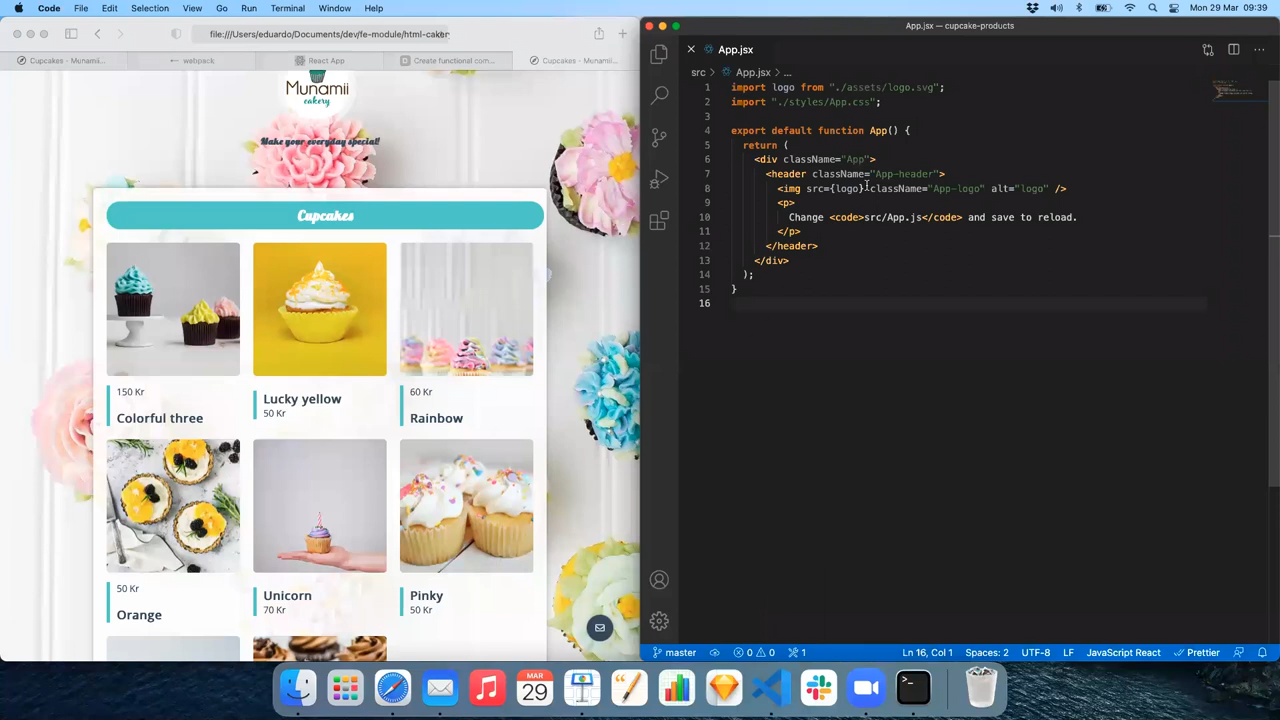 Code File Edit Selection View Go Run Terminal Window Help
Mon 29 Mar 09:39
file:///Users/eduardo/Documents/dev/fe-module/html-caker
Cupcakes - Munamii...
webpack
React App
Create functional com...
Cupcakes - Munamii...
Munamii
cakery
Make your everyday special!
Cupcakes
150 Kr
Colorful three
Lucky yellow
50 Kr
60 Kr
Rainbow
50 Kr
Orange
Unicorn
70 Kr
Pinky
50 Kr
App.jsx — cupcake-products
App.jsx
src > App.jsx > ...
1 import logo from "./assets/logo.svg";
2 import "./styles/App.css";
3
4 export default function App() {
5 return (
6 <div className="App">
7 <header className="App-header">
8 <img src={logo} className="App-logo" alt="logo" />
9 <p>
10 Change <code>src/App.js</code> and save to reload.
11 </p>
12 </header>
13 </div>
14 );
15 }
16
master 0 0 1 Ln 16, Col 1 Spaces: 2 UTF-8 LF JavaScript React Prettier
MAR
29
>_